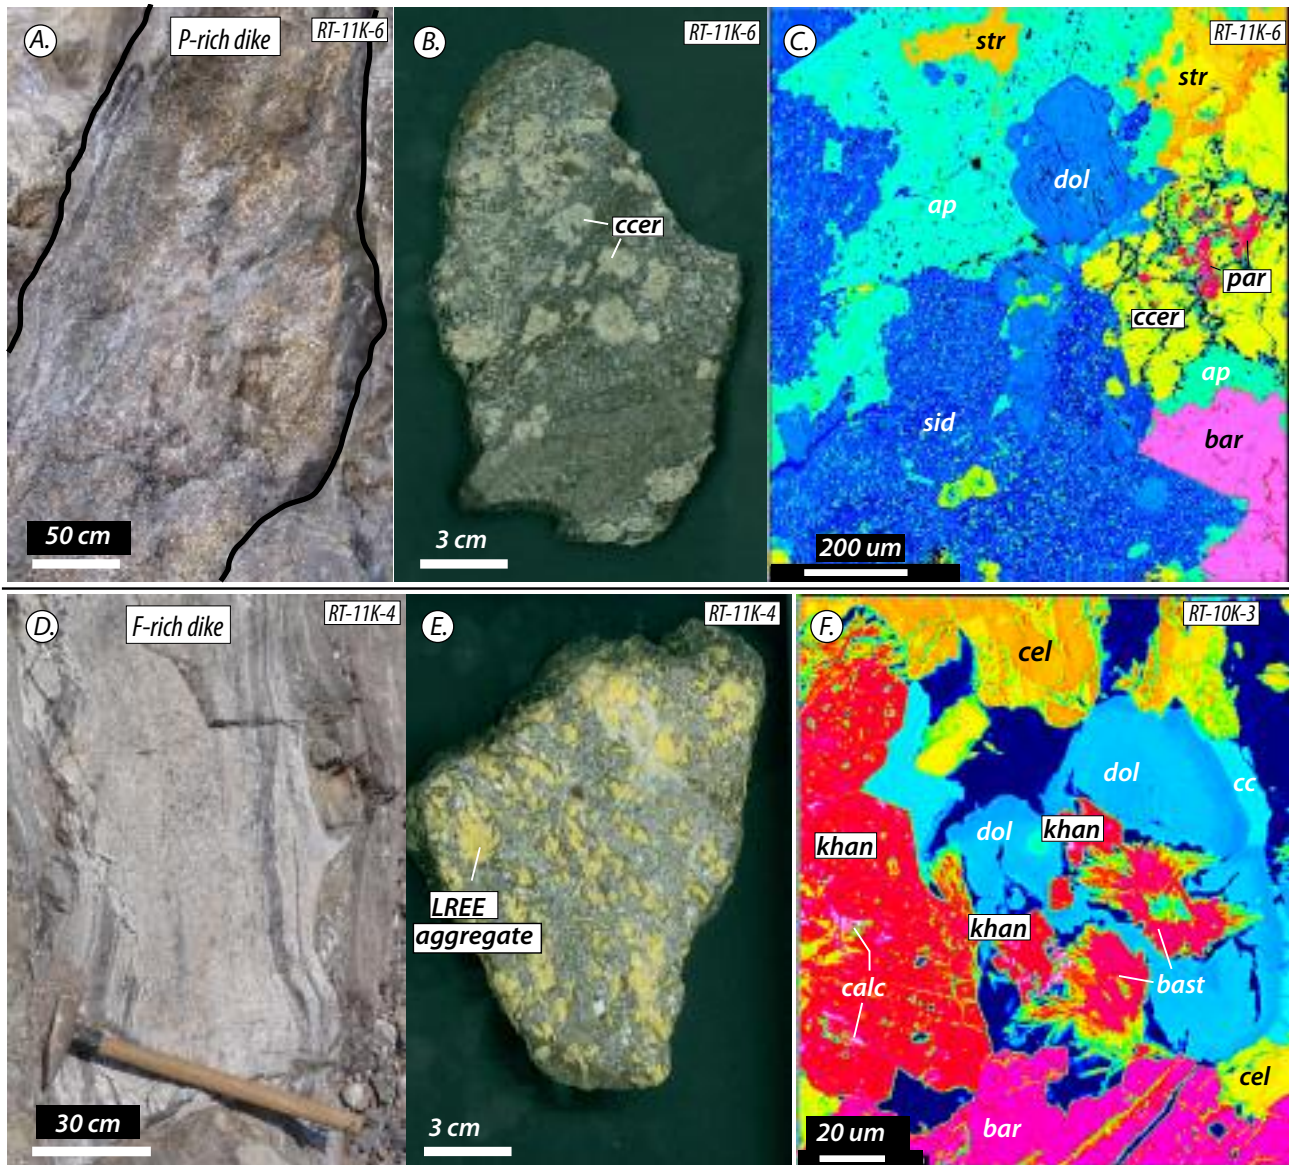 A.
P-rich dike
RT-11K-6
50 cm
B.
RT-11K-6
ccer
3 cm
C.
RT-11K-6
str
str
dol
ap
par
ccer
ap
sid
bar
200 um
D.
F-rich dike
RT-11K-4
30 cm
E.
RT-11K-4
LREE
aggregate
3 cm
F.
RT-10K-3
cel
dol
cc
dol
khan
khan
khan
calc
bast
cel
bar
20 um